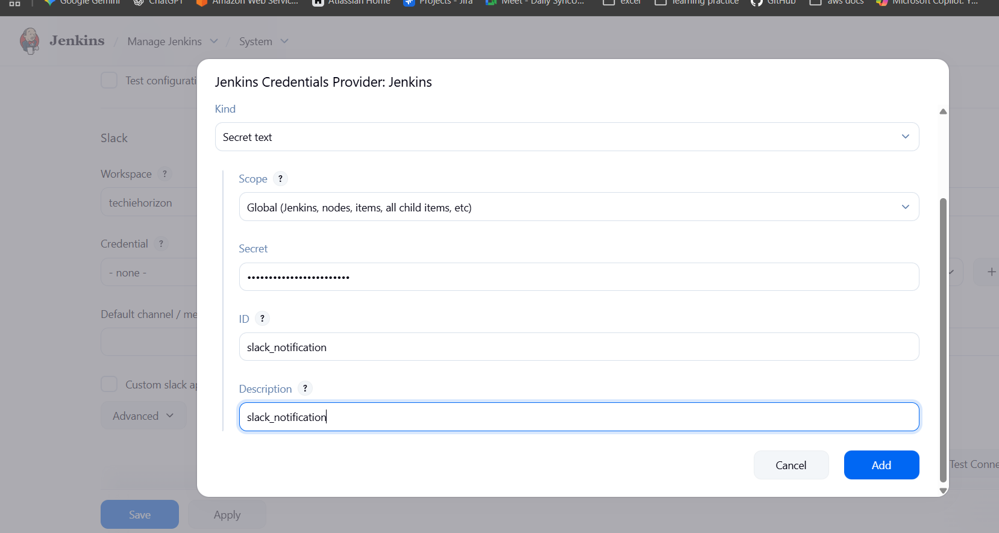 Google Gemini ChatGPT Amazon Web Servic... Atlassian Home Projects - Jira Meet - Daily SyncU... excel learning practice GitHub aws docs Microsoft Copilot: Y...
Jenkins / Manage Jenkins / System
Test configurati
Jenkins Credentials Provider: Jenkins
Kind
Secret text
Slack
Workspace ?
techiehorizon
Scope ?
Global (Jenkins, nodes, items, all child items, etc)
Credential ?
- none -
Secret
••••••••••••••••••••••••
Default channel / me
ID ?
slack_notification
Custom slack ap
Description ?
slack_notification
Advanced
Cancel
Add
Test Conne
Save
Apply